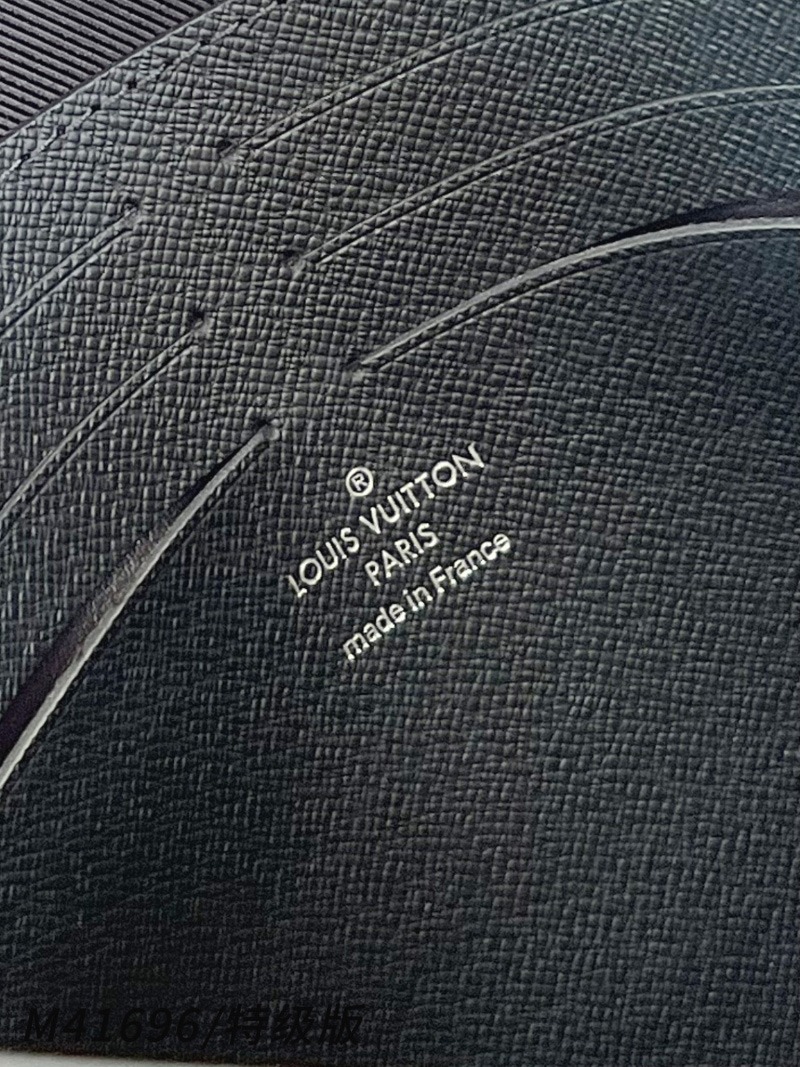 ®
LOUIS VUITTON
PARIS
made in France
M41696/特级版